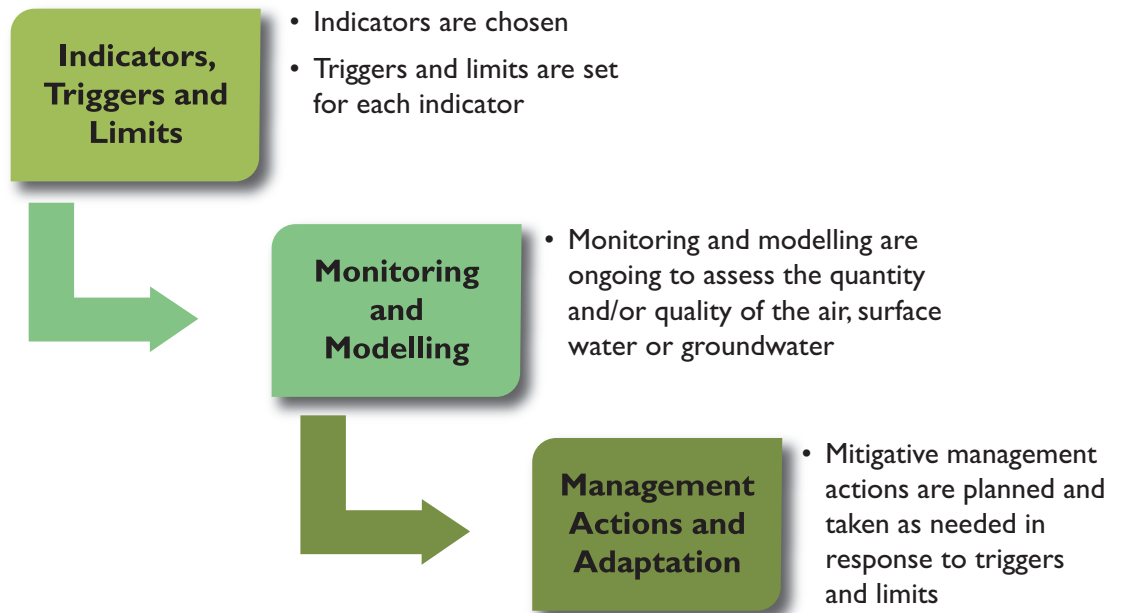 Indicators,
Triggers and
Limits
• Indicators are chosen
• Triggers and limits are set
for each indicator
Monitoring
and
Modelling
• Monitoring and modelling are
ongoing to assess the quantity
and/or quality of the air, surface
water or groundwater
Management
Actions and
Adaptation
• Mitigative management
actions are planned and
taken as needed in
response to triggers
and limits